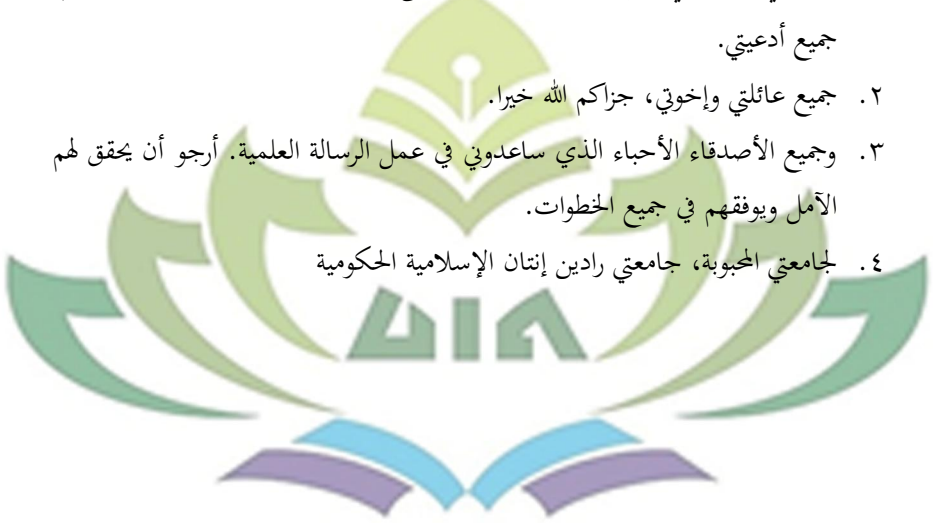 جميع أدعيتي.
٢. جميع عائلتي وإخوتي، جزاكم الله خيرا.
٣. وجميع الأصدقاء الأحباء الذي ساعدوني في عمل الرسالة العلمية. أرجو أن يحقق لهم
الآمل ويوفقهم في جميع الخطوات.
٤. لجامعتي المحبوبة، جامعتي رادين إنتان الإسلامية الحكومية